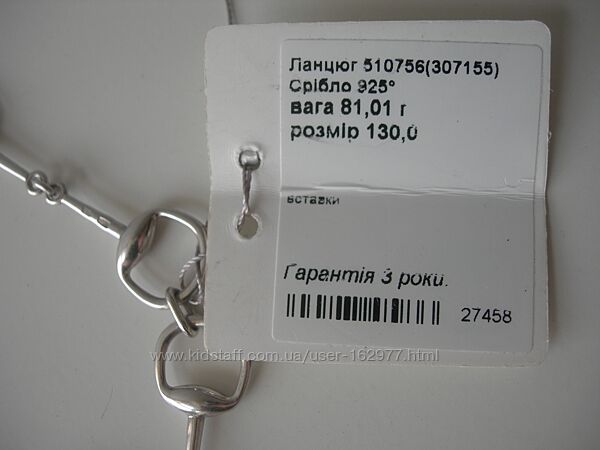 Ланцюг 510756(307155)
Срібло 925°
вага 81,01 г
розмір 130,0
вставки
Гарантія 3 роки.
27458
www.kidstaff.com.ua/user-162977.html